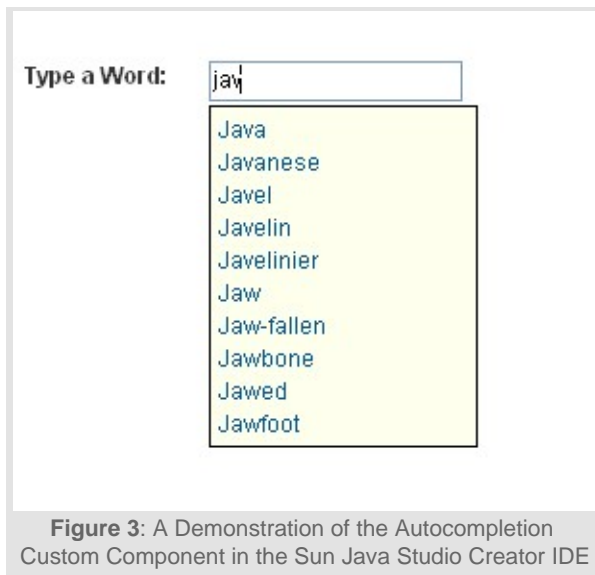 Type a Word: jav
Java
Javanese
Javel
Javelin
Javelinier
Jaw
Jaw-fallen
Jawbone
Jawed
Jawfoot
Figure 3: A Demonstration of the Autocompletion
Custom Component in the Sun Java Studio Creator IDE